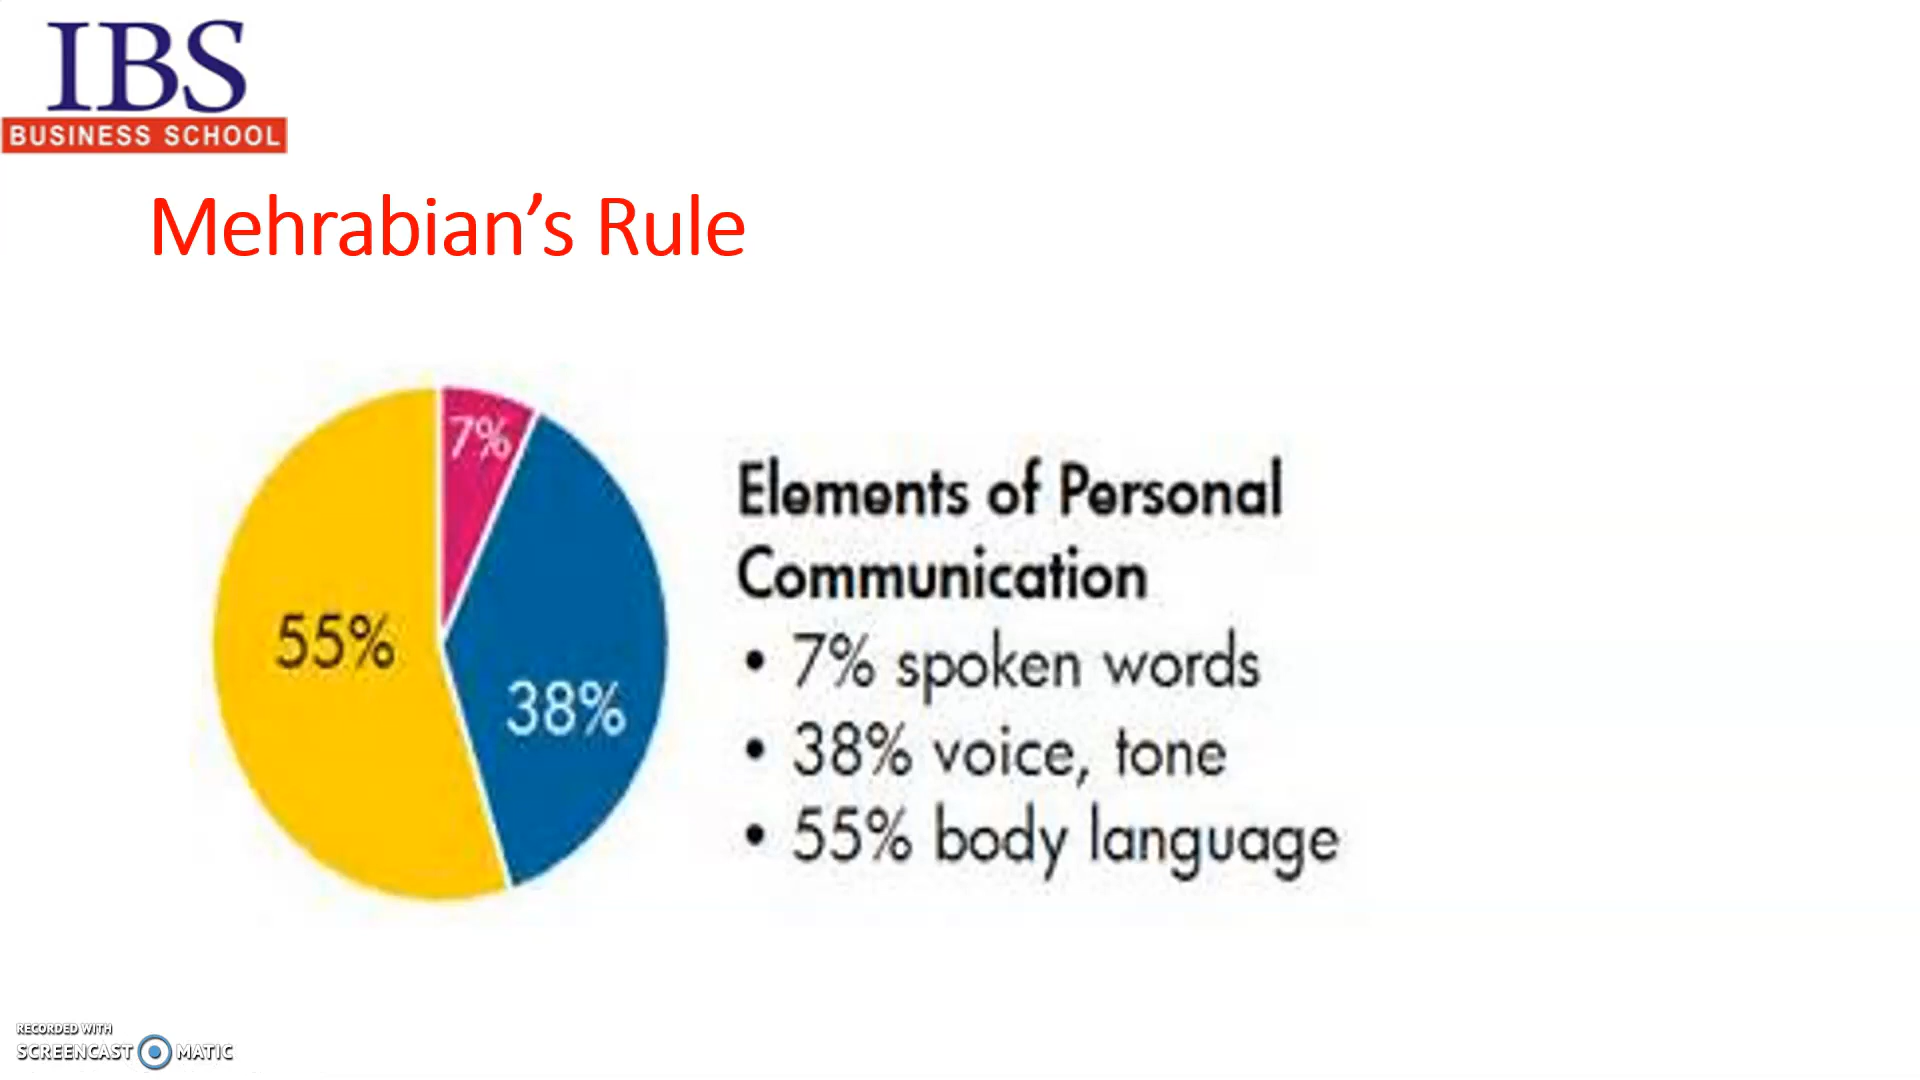 IBS
BUSINESS SCHOOL
Mehrabian’s Rule
7%
55%
38%
Elements of Personal
Communication
• 7% spoken words
• 38% voice, tone
• 55% body language
RECORDED WITH
SCREENCAST MATIC